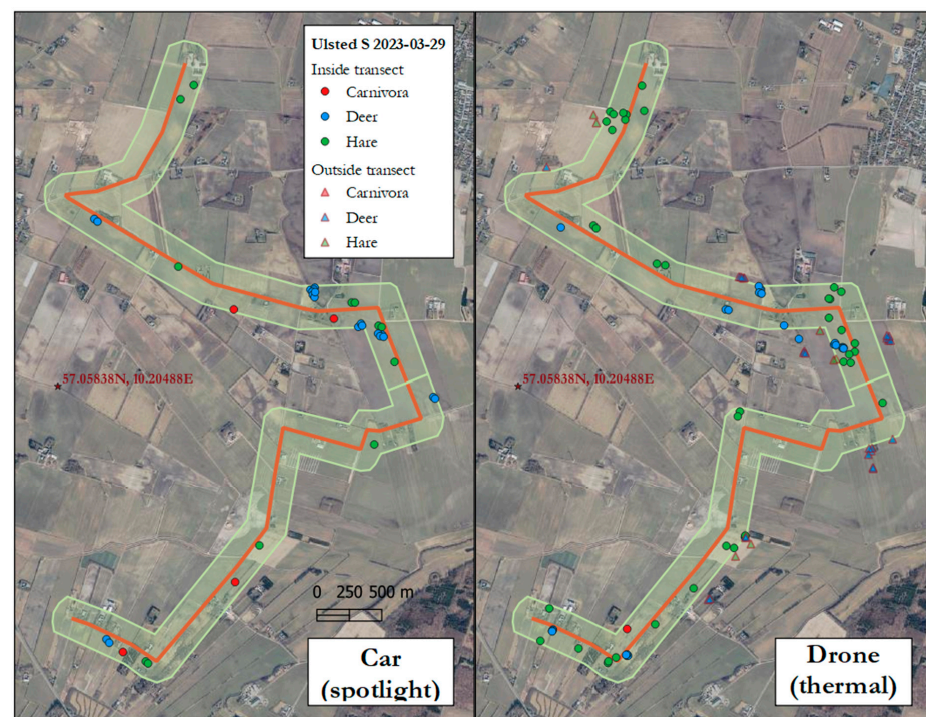 Ulsted S 2023-03-29
Inside transect
Carnivora
Deer
Hare
Outside transect
Carnivora
Deer
Hare
57.05838N, 10.20488E
0 250 500 m
Car
(spotlight)
57.05838N, 10.20488E
Drone
(thermal)